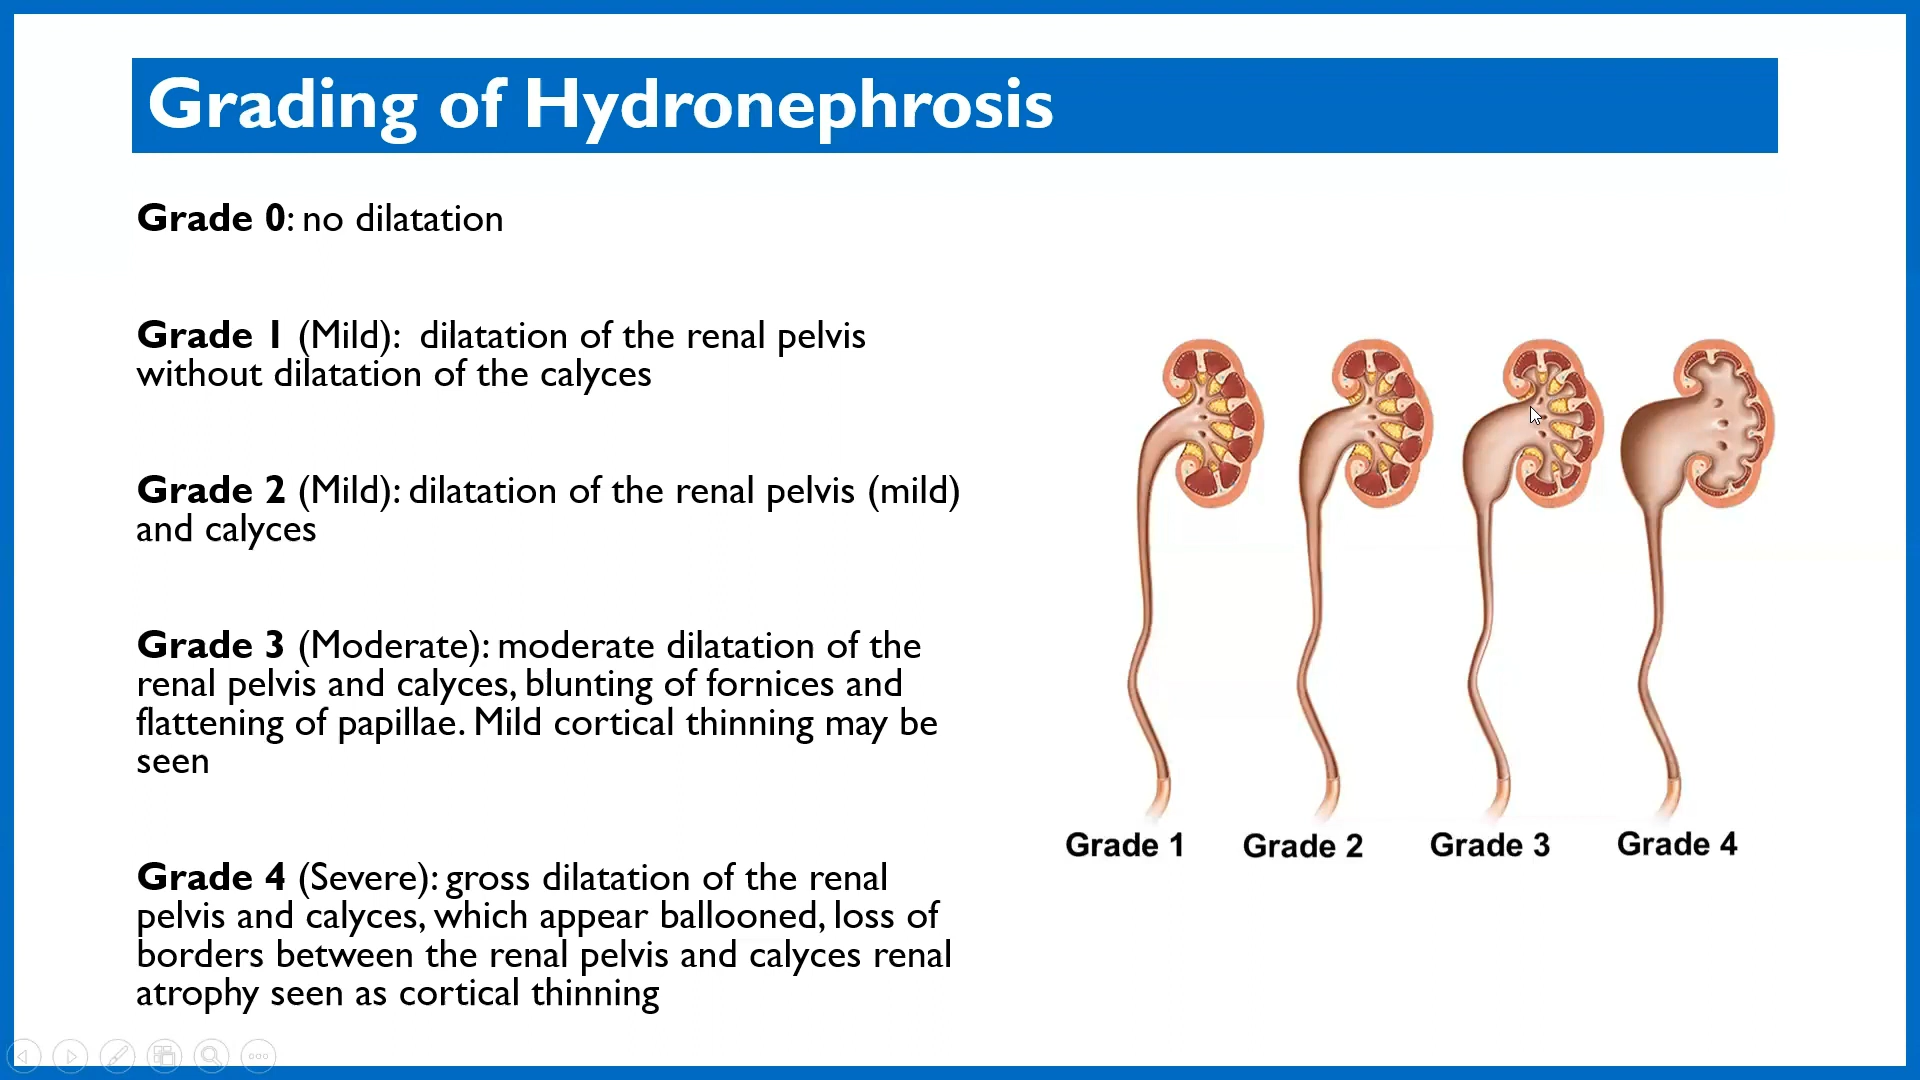 Grading of Hydronephrosis
Grade 0: no dilatation
Grade 1 (Mild):  dilatation of the renal pelvis
without dilatation of the calyces
Grade 2 (Mild): dilatation of the renal pelvis (mild)
and calyces
Grade 3 (Moderate): moderate dilatation of the
renal pelvis and calyces, blunting of fornices and
flattening of papillae. Mild cortical thinning may be
seen
Grade 4 (Severe): gross dilatation of the renal
pelvis and calyces, which appear ballooned, loss of
borders between the renal pelvis and calyces renal
atrophy seen as cortical thinning
Grade 1
Grade 2
Grade 3
Grade 4